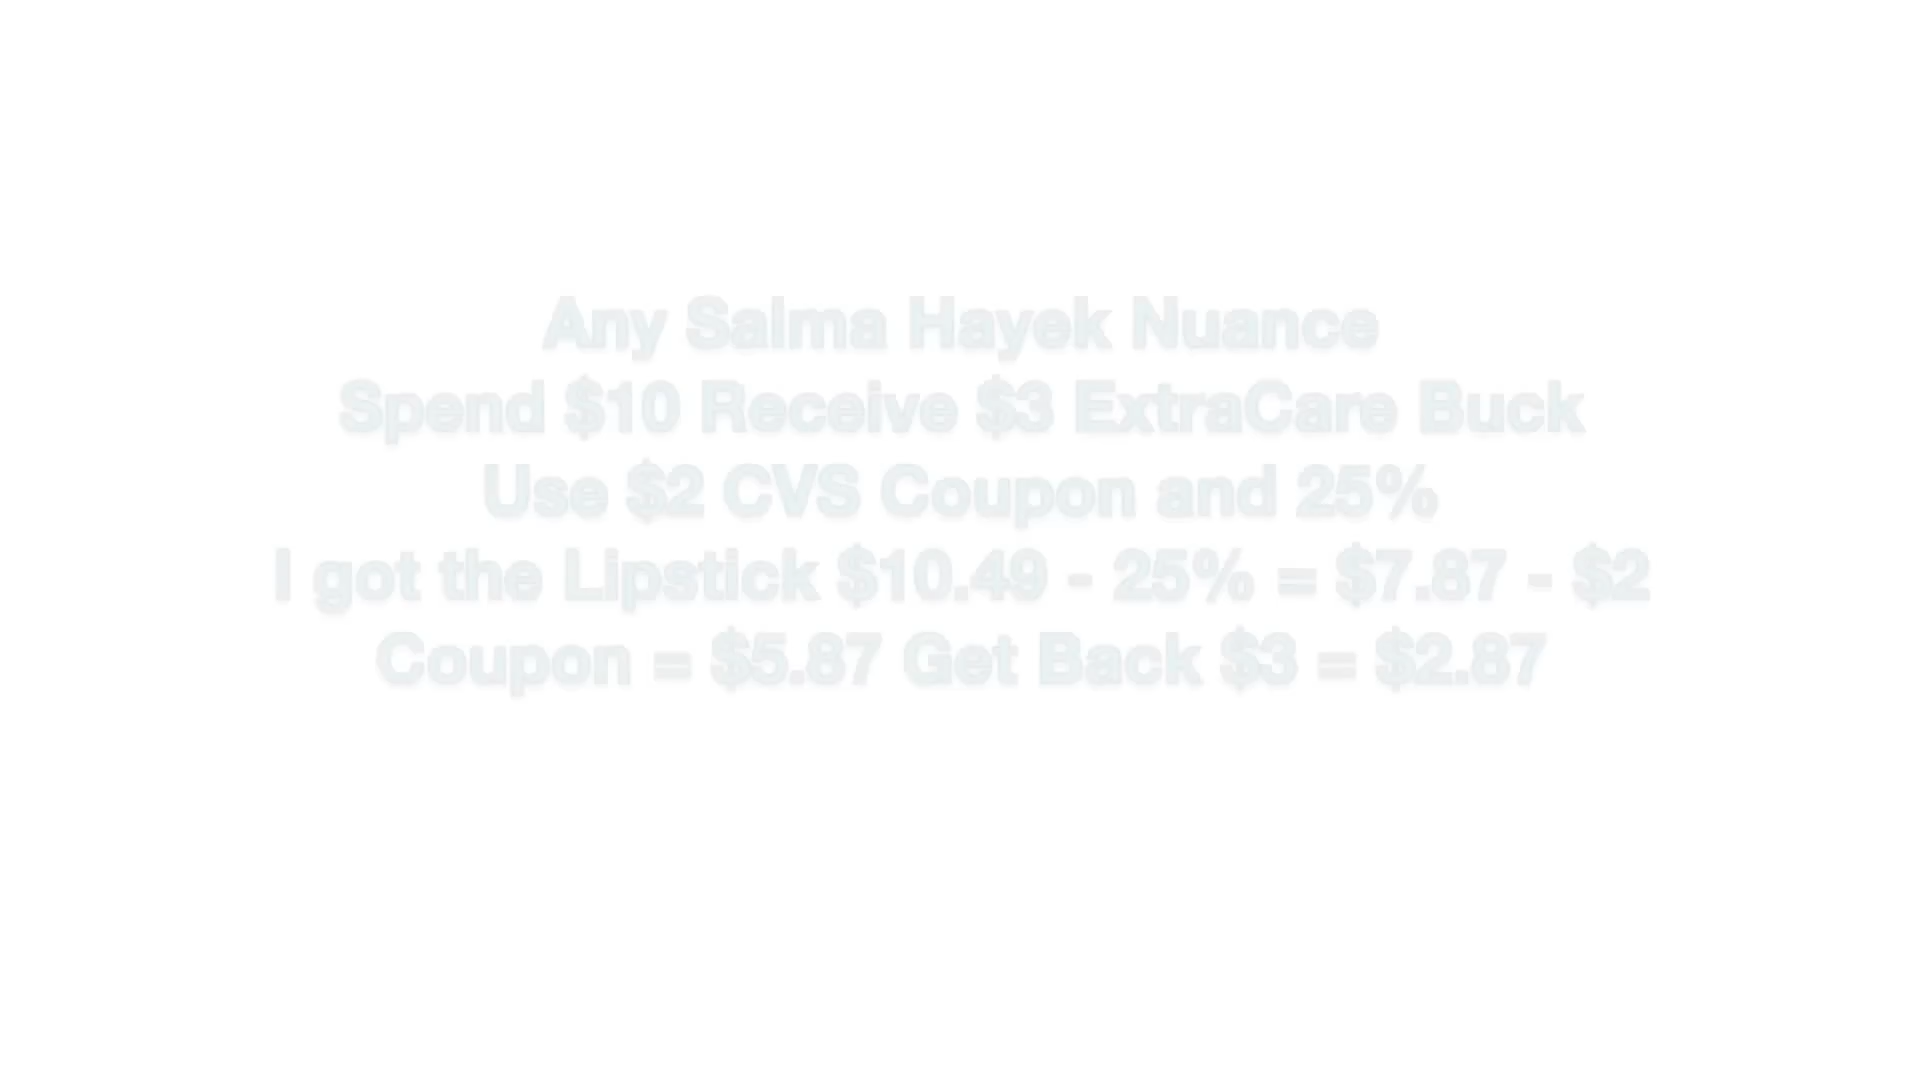 Any Salma Hayek Nuance
Spend $10 Receive $3 ExtraCare Buck
Use $2 CVS Coupon and 25%
I got the Lipstick $10.49 - 25% = $7.87 - $2
Coupon = $5.87 Get Back $3 = $2.87